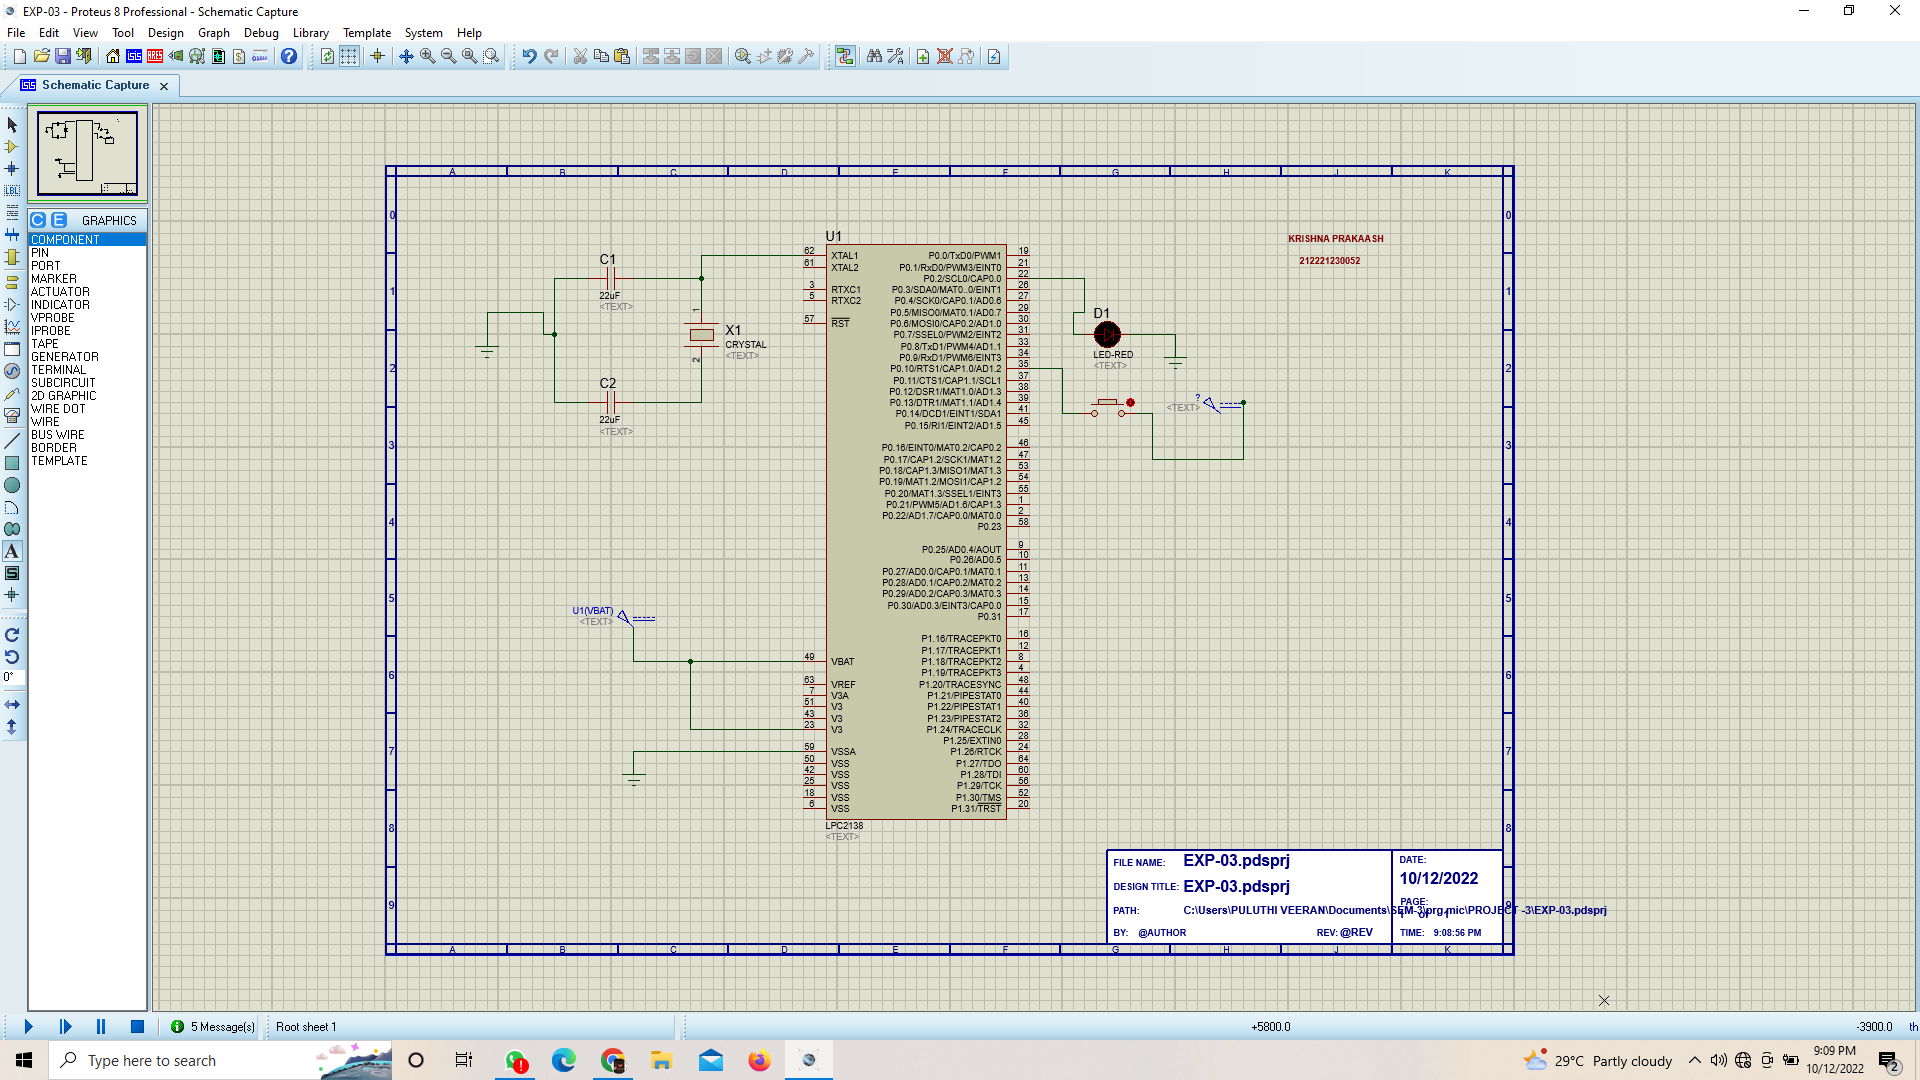 EXP-03 - Proteus 8 Professional - Schematic Capture
File Edit View Tool Design Graph Debug Library Template System Help
Schematic Capture
GRAPHICS
COMPONENT
PIN
PORT
MARKER
ACTUATOR
INDICATOR
VPROBE
IPROBE
TAPE
GENERATOR
TERMINAL
SUBCIRCUIT
2D GRAPHIC
WIRE DOT
WIRE
BUS WIRE
BORDER
TEMPLATE
0°
A B C D E F G H J K
0 1 2 3 4 5 6 7 8 9
KRISHNA PRAKAASH
212221230052
C1
22uF
<TEXT>
C2
22uF
<TEXT>
1
X1
CRYSTAL
<TEXT>
2
U1
62 XTAL1
61 XTAL2
3 RTXC1
5 RTXC2
57 RST
49 VBAT
63 VREF
7 V3A
51 V3
43 V3
23 V3
59 VSSA
50 VSS
42 VSS
25 VSS
18 VSS
6 VSS
P0.0/TxD0/PWM1 19
P0.1/RxD0/PWM3/EINT0 21
P0.2/SCL0/CAP0.0 22
P0.3/SDA0/MAT0..0/EINT1 26
P0.4/SCK0/CAP0.1/AD0.6 27
P0.5/MISO0/MAT0.1/AD0.7 29
P0.6/MOSI0/CAP0.2/AD1.0 30
P0.7/SSEL0/PWM2/EINT2 31
P0.8/TxD1/PWM4/AD1.1 33
P0.9/RxD1/PWM6/EINT3 34
P0.10/RTS1/CAP1.0/AD1.2 35
P0.11/CTS1/CAP1.1/SCL1 37
P0.12/DSR1/MAT1.0/AD1.3 38
P0.13/DTR1/MAT1.1/AD1.4 39
P0.14/DCD1/EINT1/SDA1 41
P0.15/RI1/EINT2/AD1.5 45
P0.16/EINT0/MAT0.2/CAP0.2 46
P0.17/CAP1.2/SCK1/MAT1.2 47
P0.18/CAP1.3/MISO1/MAT1.3 53
P0.19/MAT1.2/MOSI1/CAP1.2 54
P0.20/MAT1.3/SSEL1/EINT3 55
P0.21/PWM5/AD1.6/CAP1.3 1
P0.22/AD1.7/CAP0.0/MAT0.0 2
P0.23 58
P0.25/AD0.4/AOUT 9
P0.26/AD0.5 10
P0.27/AD0.0/CAP0.1/MAT0.1 11
P0.28/AD0.1/CAP0.2/MAT0.2 13
P0.29/AD0.2/CAP0.3/MAT0.3 14
P0.30/AD0.3/EINT3/CAP0.0 15
P0.31 17
P1.16/TRACEPKT0 16
P1.17/TRACEPKT1 12
P1.18/TRACEPKT2 8
P1.19/TRACEPKT3 4
P1.20/TRACESYNC 48
P1.21/PIPESTAT0 44
P1.22/PIPESTAT1 40
P1.23/PIPESTAT2 36
P1.24/TRACECLK 32
P1.25/EXTIN0 28
P1.26/RTCK 24
P1.27/TDO 64
P1.28/TDI 60
P1.29/TCK 56
P1.30/TMS 52
P1.31/TRST 20
LPC2138
<TEXT>
D1
LED-RED
<TEXT>
?
<TEXT>
U1(VBAT)
<TEXT>
FILE NAME: EXP-03.pdsprj
DESIGN TITLE: EXP-03.pdsprj
PATH: C:\Users\PULUTHI VEERAN\Documents\SEM-3\prg.mic\PROJECT -3\EXP-03.pdsprj
BY: @AUTHOR REV: @REV
DATE:
10/12/2022
PAGE:
TIME: 9:08:56 PM
A B C D E F G H J K
5 Message(s) Root sheet 1 +5800.0 -3900.0 th
Type here to search
29°C Partly cloudy
9:09 PM
10/12/2022
2